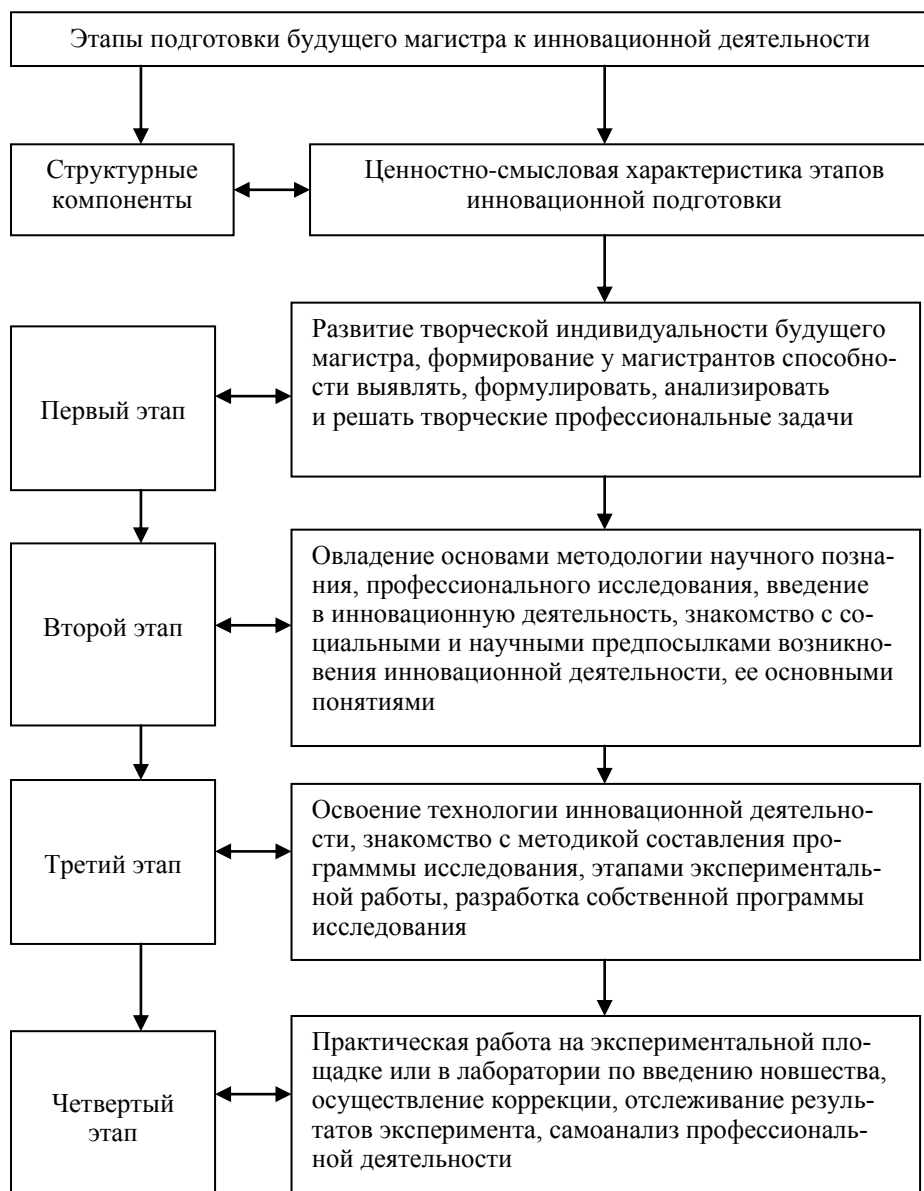 Этапы подготовки будущего магистра к инновационной деятельности
Структурные
компоненты
Ценностно-смысловая характеристика этапов
инновационной подготовки
Первый этап
Развитие творческой индивидуальности будущего
магистра, формирование у магистрантов способно-
сти выявлять, формулировать, анализировать
и решать творческие профессиональные задачи
Второй этап
Овладение основами методологии научного позна-
ния, профессионального исследования, введение
в инновационную деятельность, знакомство с со-
циальными и научными предпосылками возникно-
вения инновационной деятельности, ее основными
понятиями
Третий этап
Освоение технологии инновационной деятельно-
сти, знакомство с методикой составления про-
грамммы исследования, этапами эксперименталь-
ной работы, разработка собственной программы
исследования
Четвертый
этап
Практическая работа на экспериментальной пло-
щадке или в лаборатории по введению новшества,
осуществление коррекции, отслеживание резуль-
татов эксперимента, самоанализ профессиональ-
ной деятельности